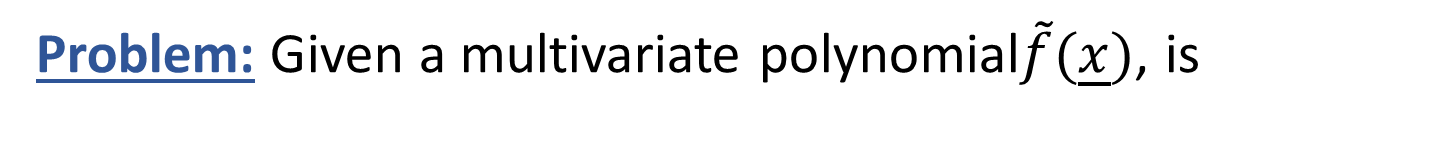 Problem: Given a multivariate polynomial f̃(x̲), is